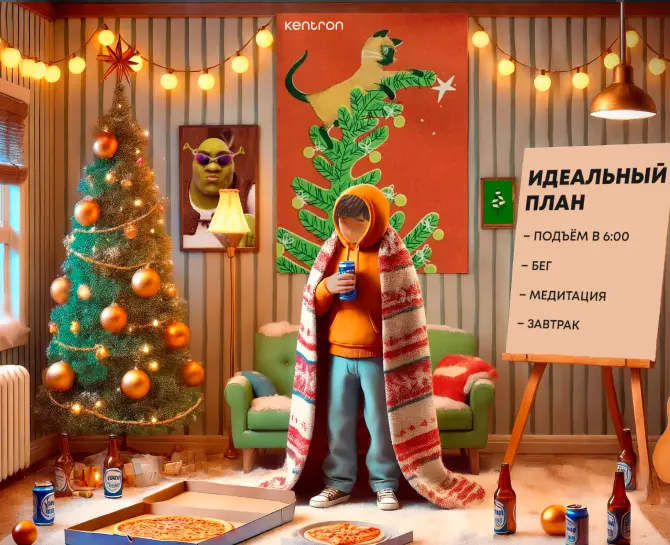 kentron
ИДЕАЛЬНЫЙ
ПЛАН
– ПОДЪЁМ В 6:00
– БЕГ
– МЕДИТАЦИЯ
– ЗАВТРАК